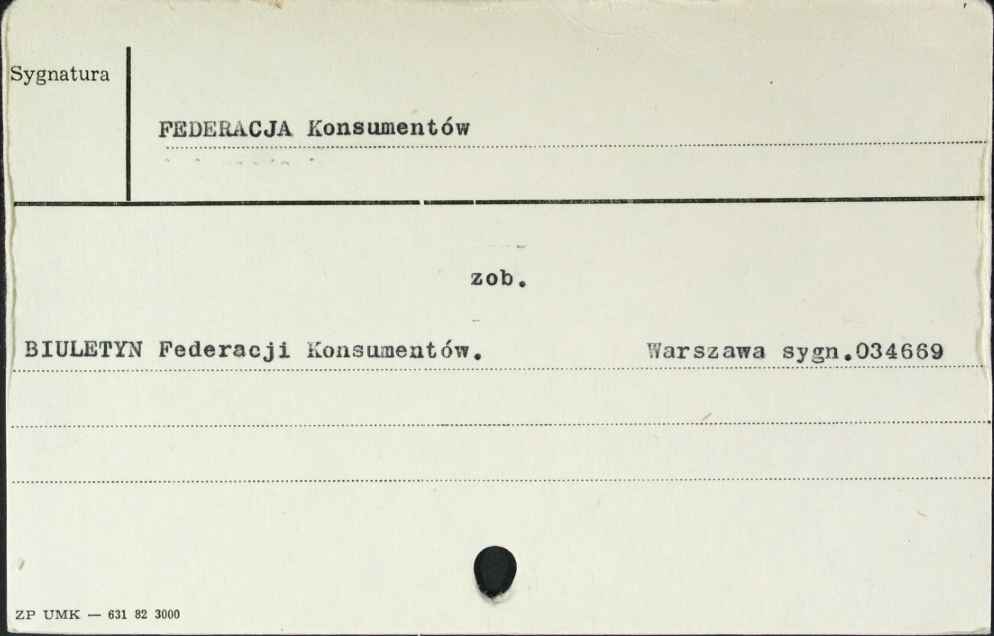 Sygnatura
FEDERACJA Konsumentów
zob.
BIULETYN Federacji Konsumentów. Warszawa sygn.034669
ZP UMK — 631 82 3000